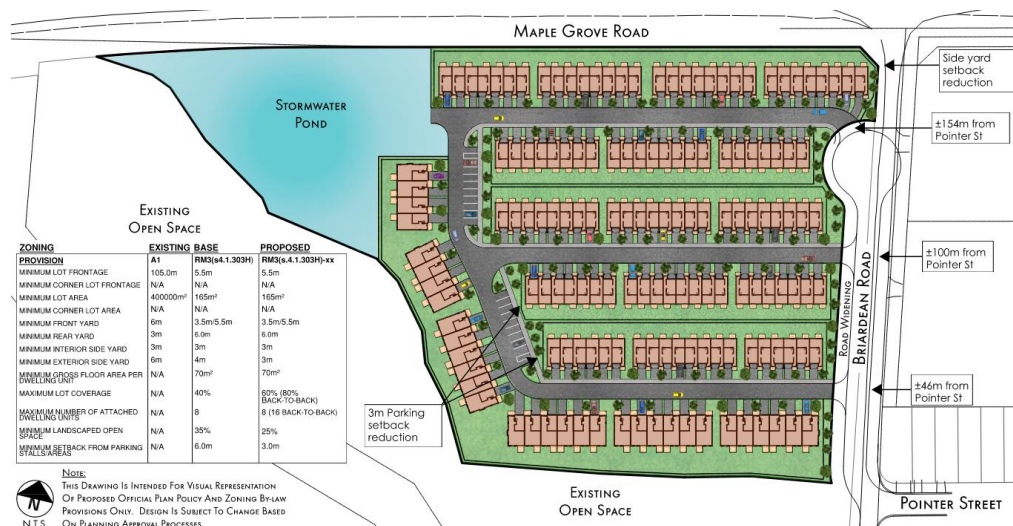 MAPLE GROVE ROAD
STORMWATER
POND
Side yard
setback
reduction
±154m from
Pointer St
EXISTING
OPEN SPACE
ZONING EXISTING BASE PROPOSED
PROVISION A1 RM3(s4.1.303H) RM3(s.4.1.303H)-xx
MINIMUM LOT FRONTAGE 105.0m 5.5m 5.5m
MINIMUM CORNER LOT FRONTAGE N/A N/A N/A
MINIMUM LOT AREA 400000m² 165m² 165m²
MINIMUM CORNER LOT AREA N/A N/A N/A
MINIMUM FRONT YARD 6m 3.5m/5.5m 3.5m/5.5m
MINIMUM REAR YARD 3m 6.0m 6.0m
MINIMUM INTERIOR SIDE YARD 3m 3m 3m
MINIMUM EXTERIOR SIDE YARD 6m 4m 3m
MINIMUM GROSS FLOOR AREA PER
DWELLING UNIT N/A 70m² 70m²
MAXIMUM LOT COVERAGE N/A 40% 60% (80%
BACK-TO-BACK)
MAXIMUM NUMBER OF ATTACHED
DWELLING UNITS N/A 8 8 (16 BACK-TO-BACK)
MINIMUM LANDSCAPED OPEN
SPACE N/A 35% 25%
MINIMUM SETBACK FROM PARKING
STALLS/AREAS N/A 6.0m 3.0m
±100m from
Pointer St
ROAD WIDENING
BRIARDEAN ROAD
±46m from
Pointer St
3m Parking
setback
reduction
NOTE:
THIS DRAWING IS INTENDED FOR VISUAL REPRESENTATION
OF PROPOSED OFFICIAL PLAN POLICY AND ZONING BY-LAW
PROVISIONS ONLY. DESIGN IS SUBJECT TO CHANGE BASED
ON PLANNING APPROVAL PROCESSES
N.T.S.
EXISTING
OPEN SPACE
POINTER STREET